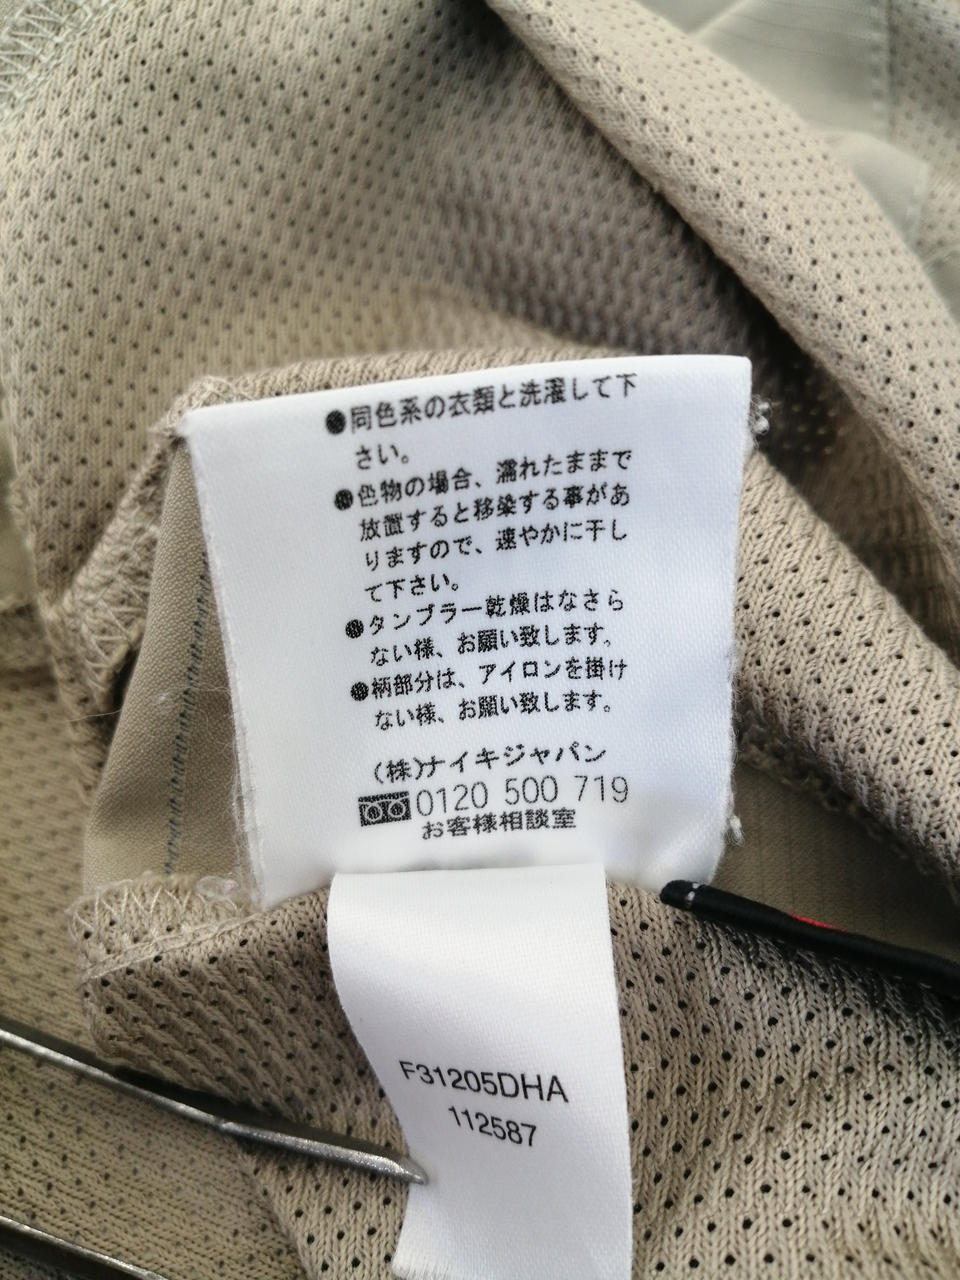 ●同色系の衣類と洗濯して下
さい。
●色物の場合、濡れたままで
放置すると移染する事があ
りますので、速やかに干し
て下さい。
●タンブラー乾燥はなさら
ない様、お願い致します。
●柄部分は、アイロンを掛け
ない様、お願い致します。
(株)ナイキジャパン
0120 500 719
お客様相談室
F31205DHA
112587